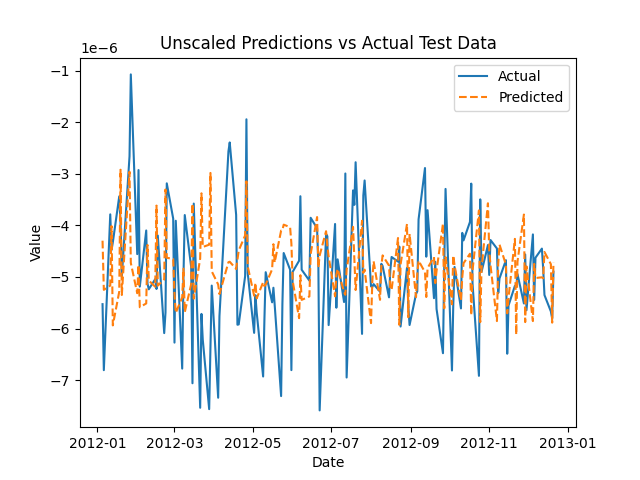 Unscaled Predictions vs Actual Test Data
1e−6
−1
−2
−3
−4
−5
−6
−7
Value
Actual
Predicted
2012-01 2012-03 2012-05 2012-07 2012-09 2012-11 2013-01
Date